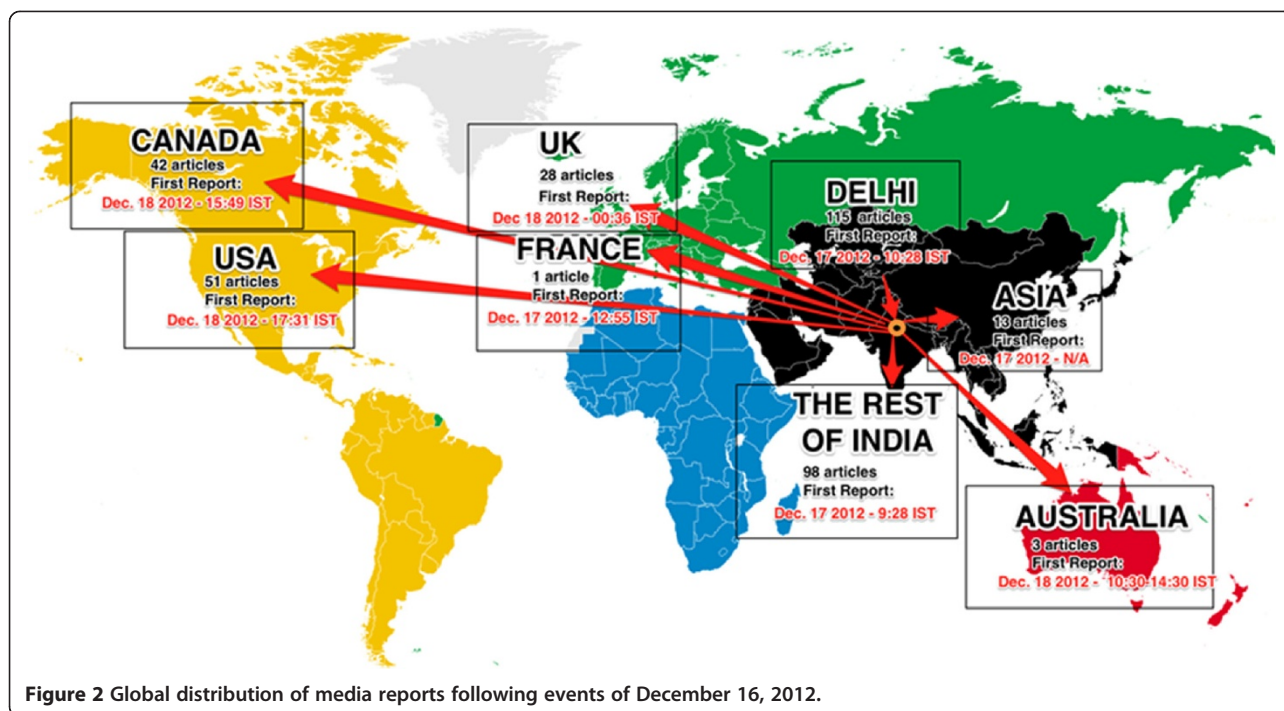 CANADA
42 articles
First Report:
Dec. 18 2012 - 15:49 IST
USA
51 articles
First Report:
Dec. 18 2012 - 17:31 IST
UK
28 articles
First Report:
Dec 18 2012 - 00:36 IST
FRANCE
1 article
First Report:
Dec. 17 2012 - 12:55 IST
DELHI
115 articles
First Report:
Dec. 17 2012 - 10:28 IST
ASIA
13 articles
First Report:
Dec. 17 2012 - N/A
THE REST
OF INDIA
98 articles
First Report:
Dec. 17 2012 - 9:28 IST
AUSTRALIA
3 articles
First Report:
Dec. 18 2012 - 10:30-14:30 IST
Figure 2 Global distribution of media reports following events of December 16, 2012.